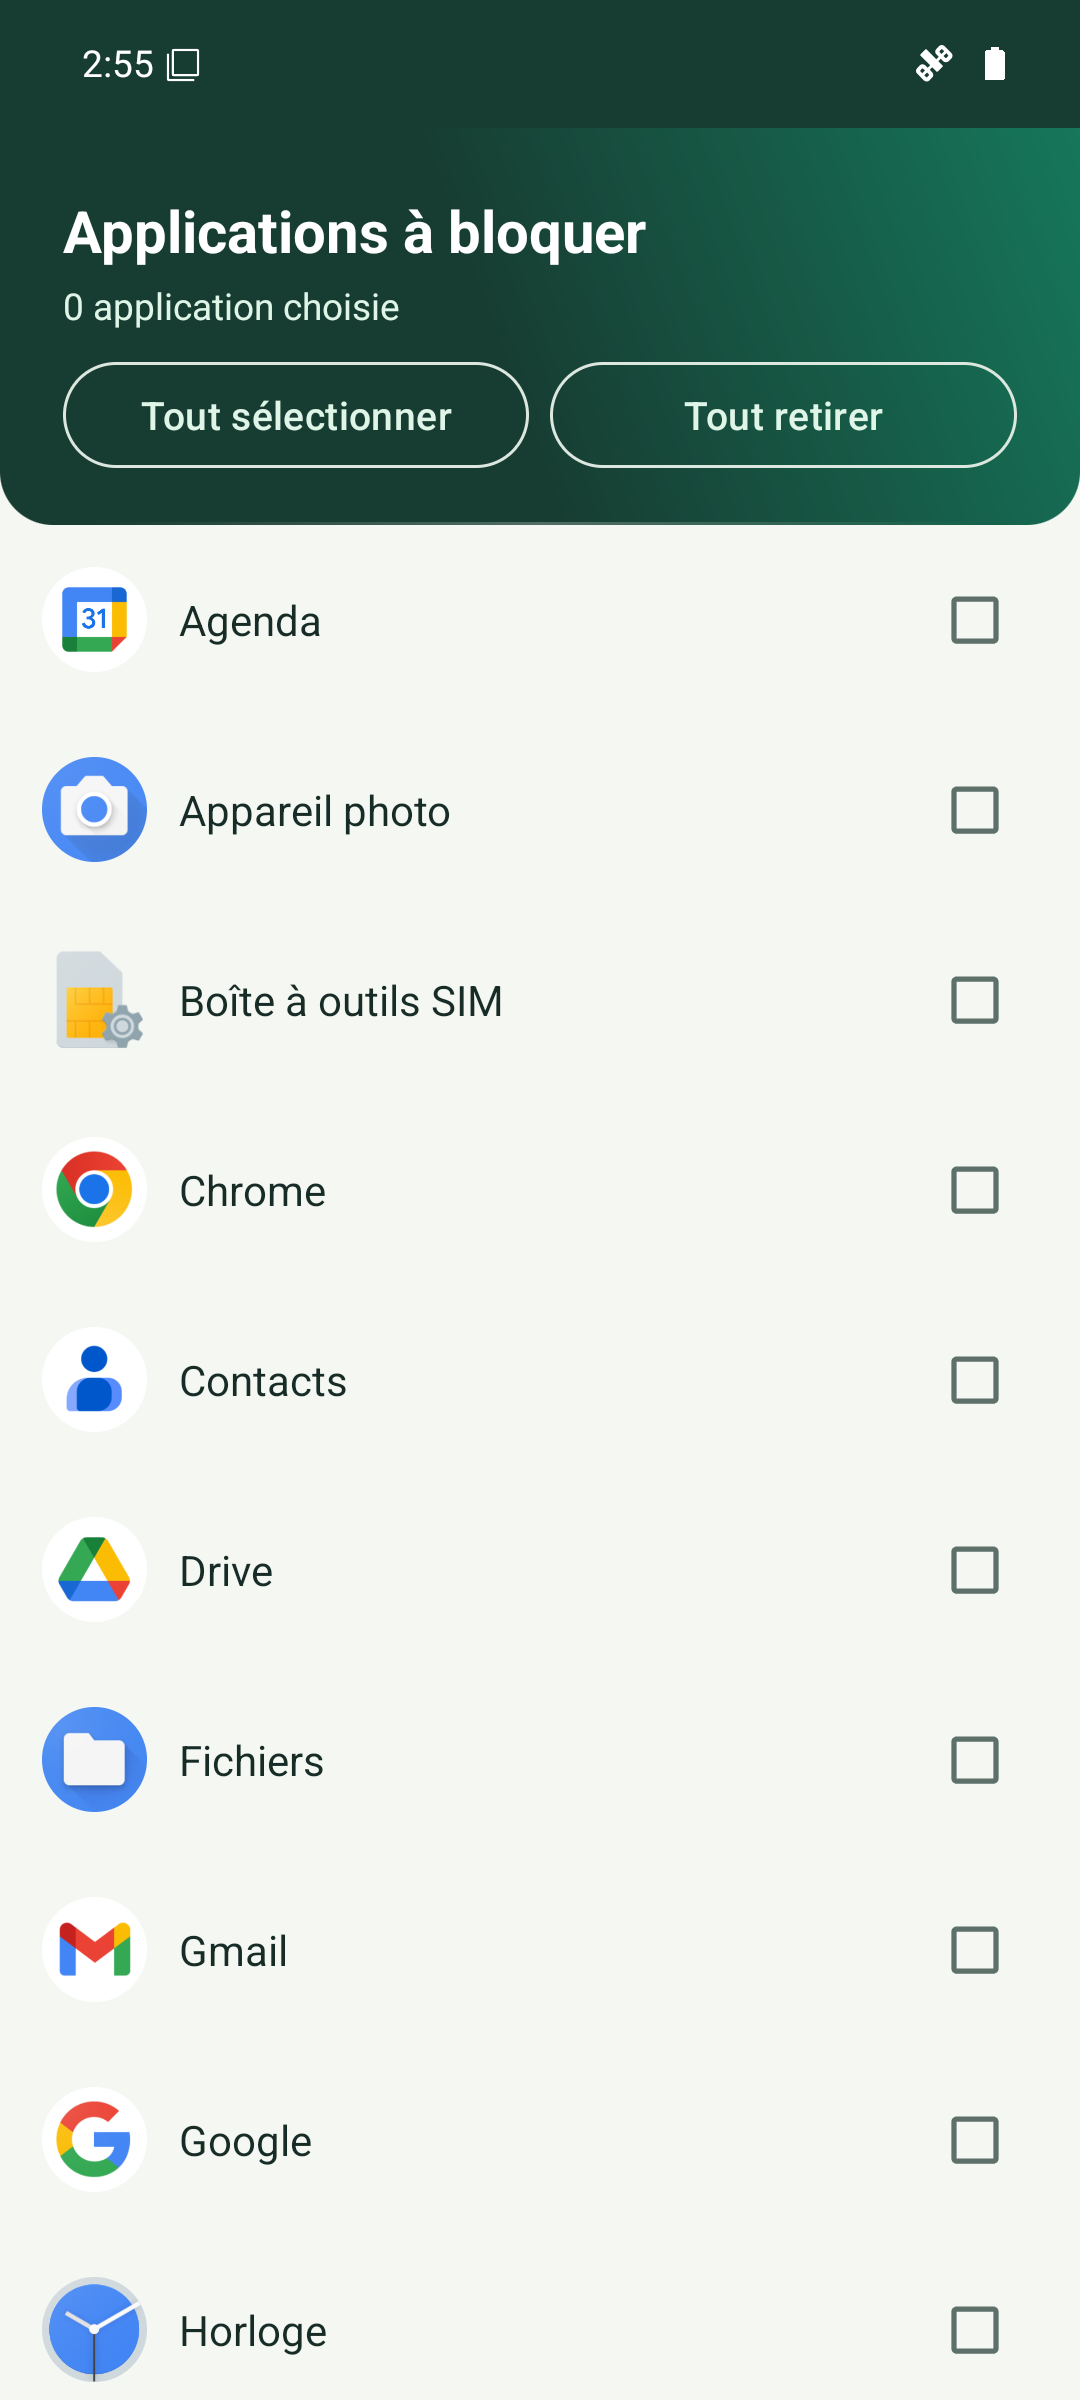 2:55
Applications à bloquer
0 application choisie
Tout sélectionner
Tout retirer
31
Agenda
Appareil photo
Boîte à outils SIM
Chrome
Contacts
Drive
Fichiers
Gmail
Google
Horloge